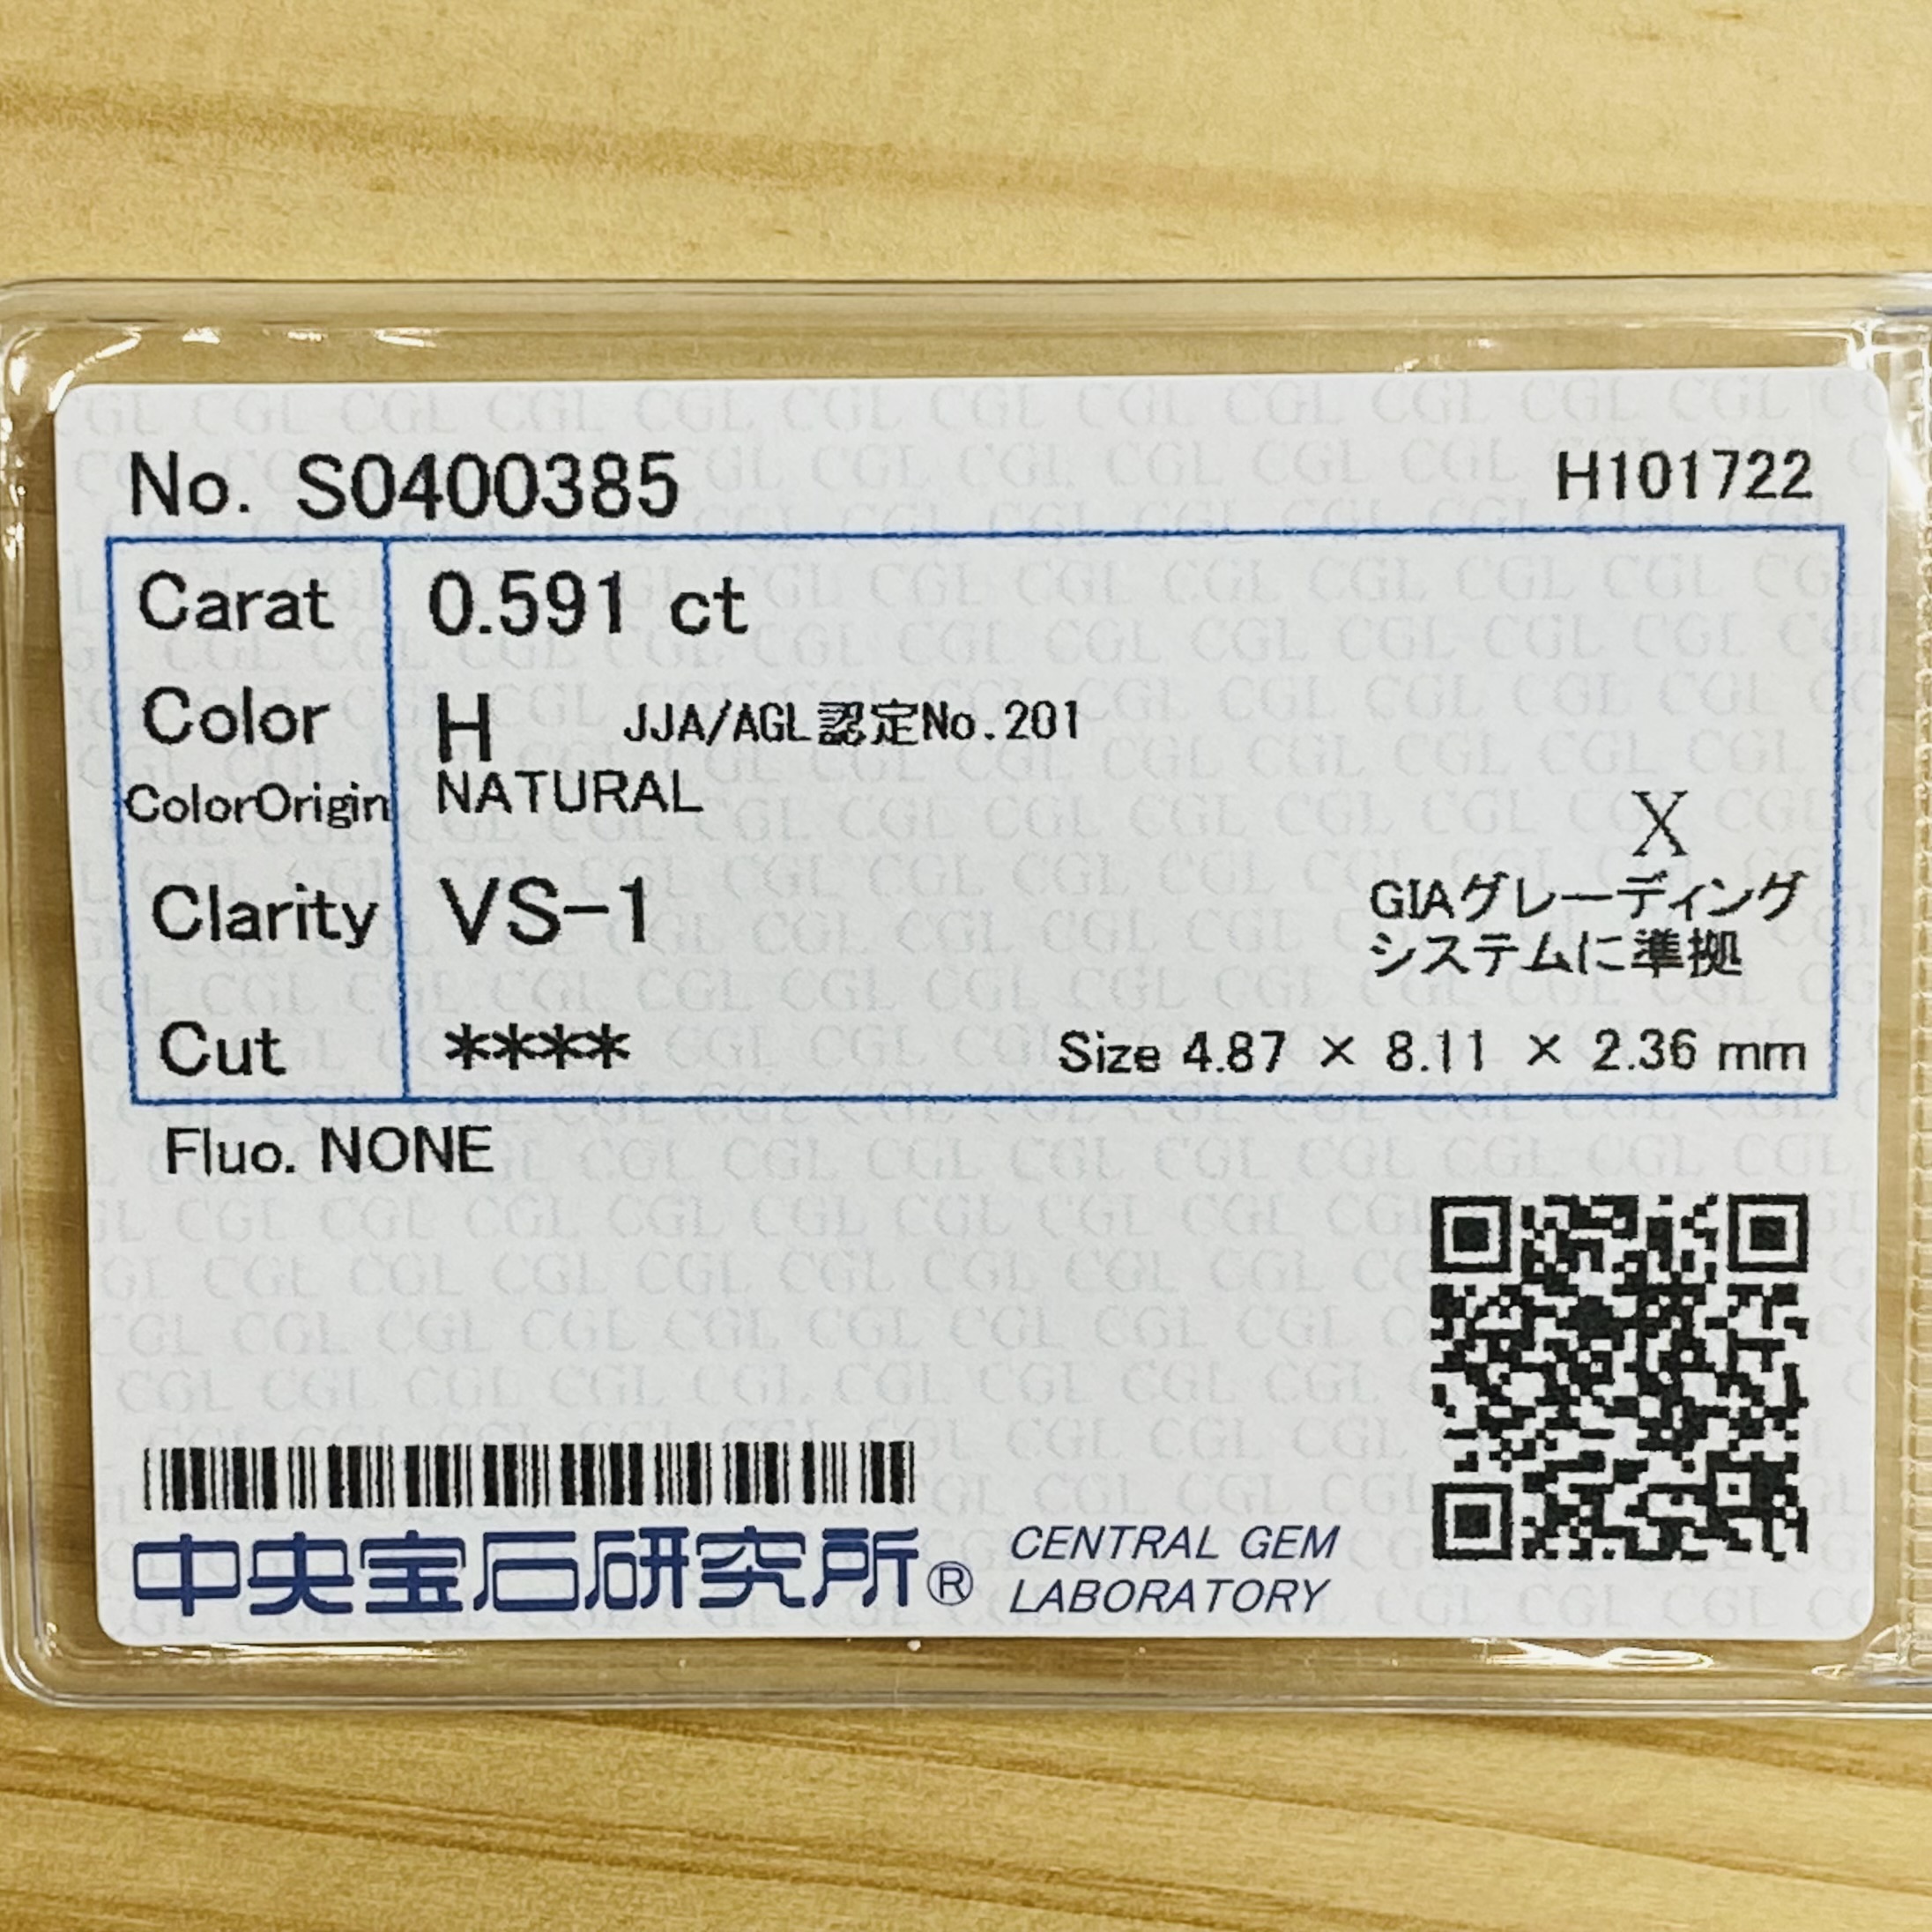 No. S0400385
H101722
Carat 0.591 ct
Color H JJA/AGL認定No.201
ColorOrigin NATURAL
X
Clarity VS-1
GIAグレーディング
システムに準拠
Cut **** Size 4.87 × 8.11 × 2.36 mm
Fluo. NONE
中央宝石研究所®
CENTRAL GEM
LABORATORY